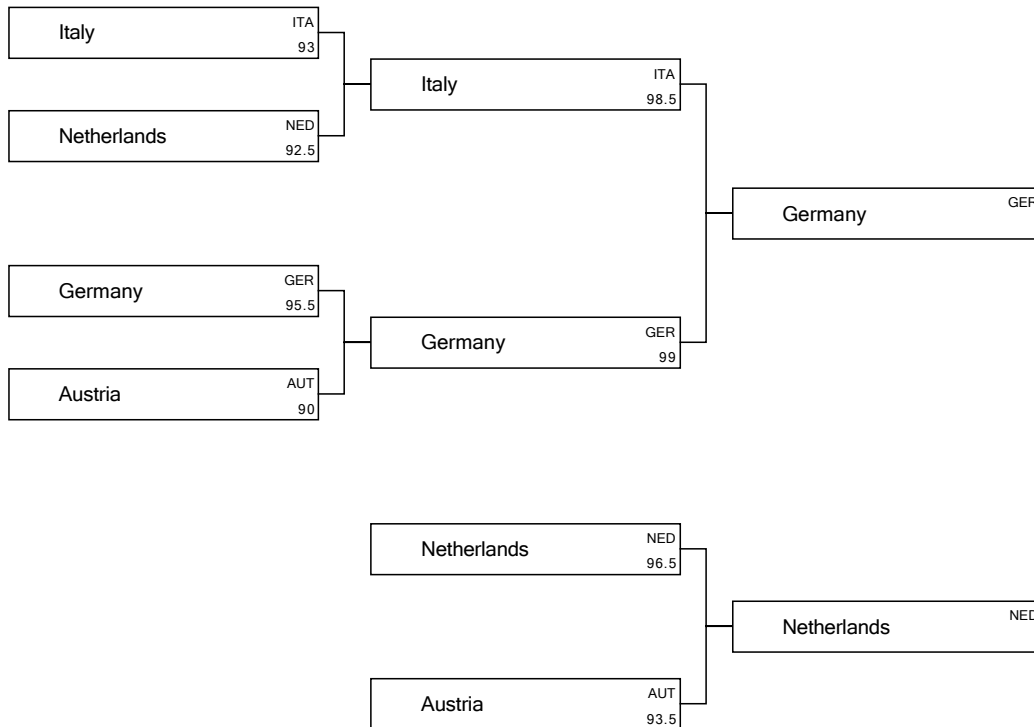 Italy
ITA
93
Netherlands
NED
92.5
Italy
ITA
98.5
Germany
GER
95.5
Austria
AUT
90
Germany
GER
99
Germany
GER
Netherlands
NED
96.5
Austria
AUT
93.5
Netherlands
NED